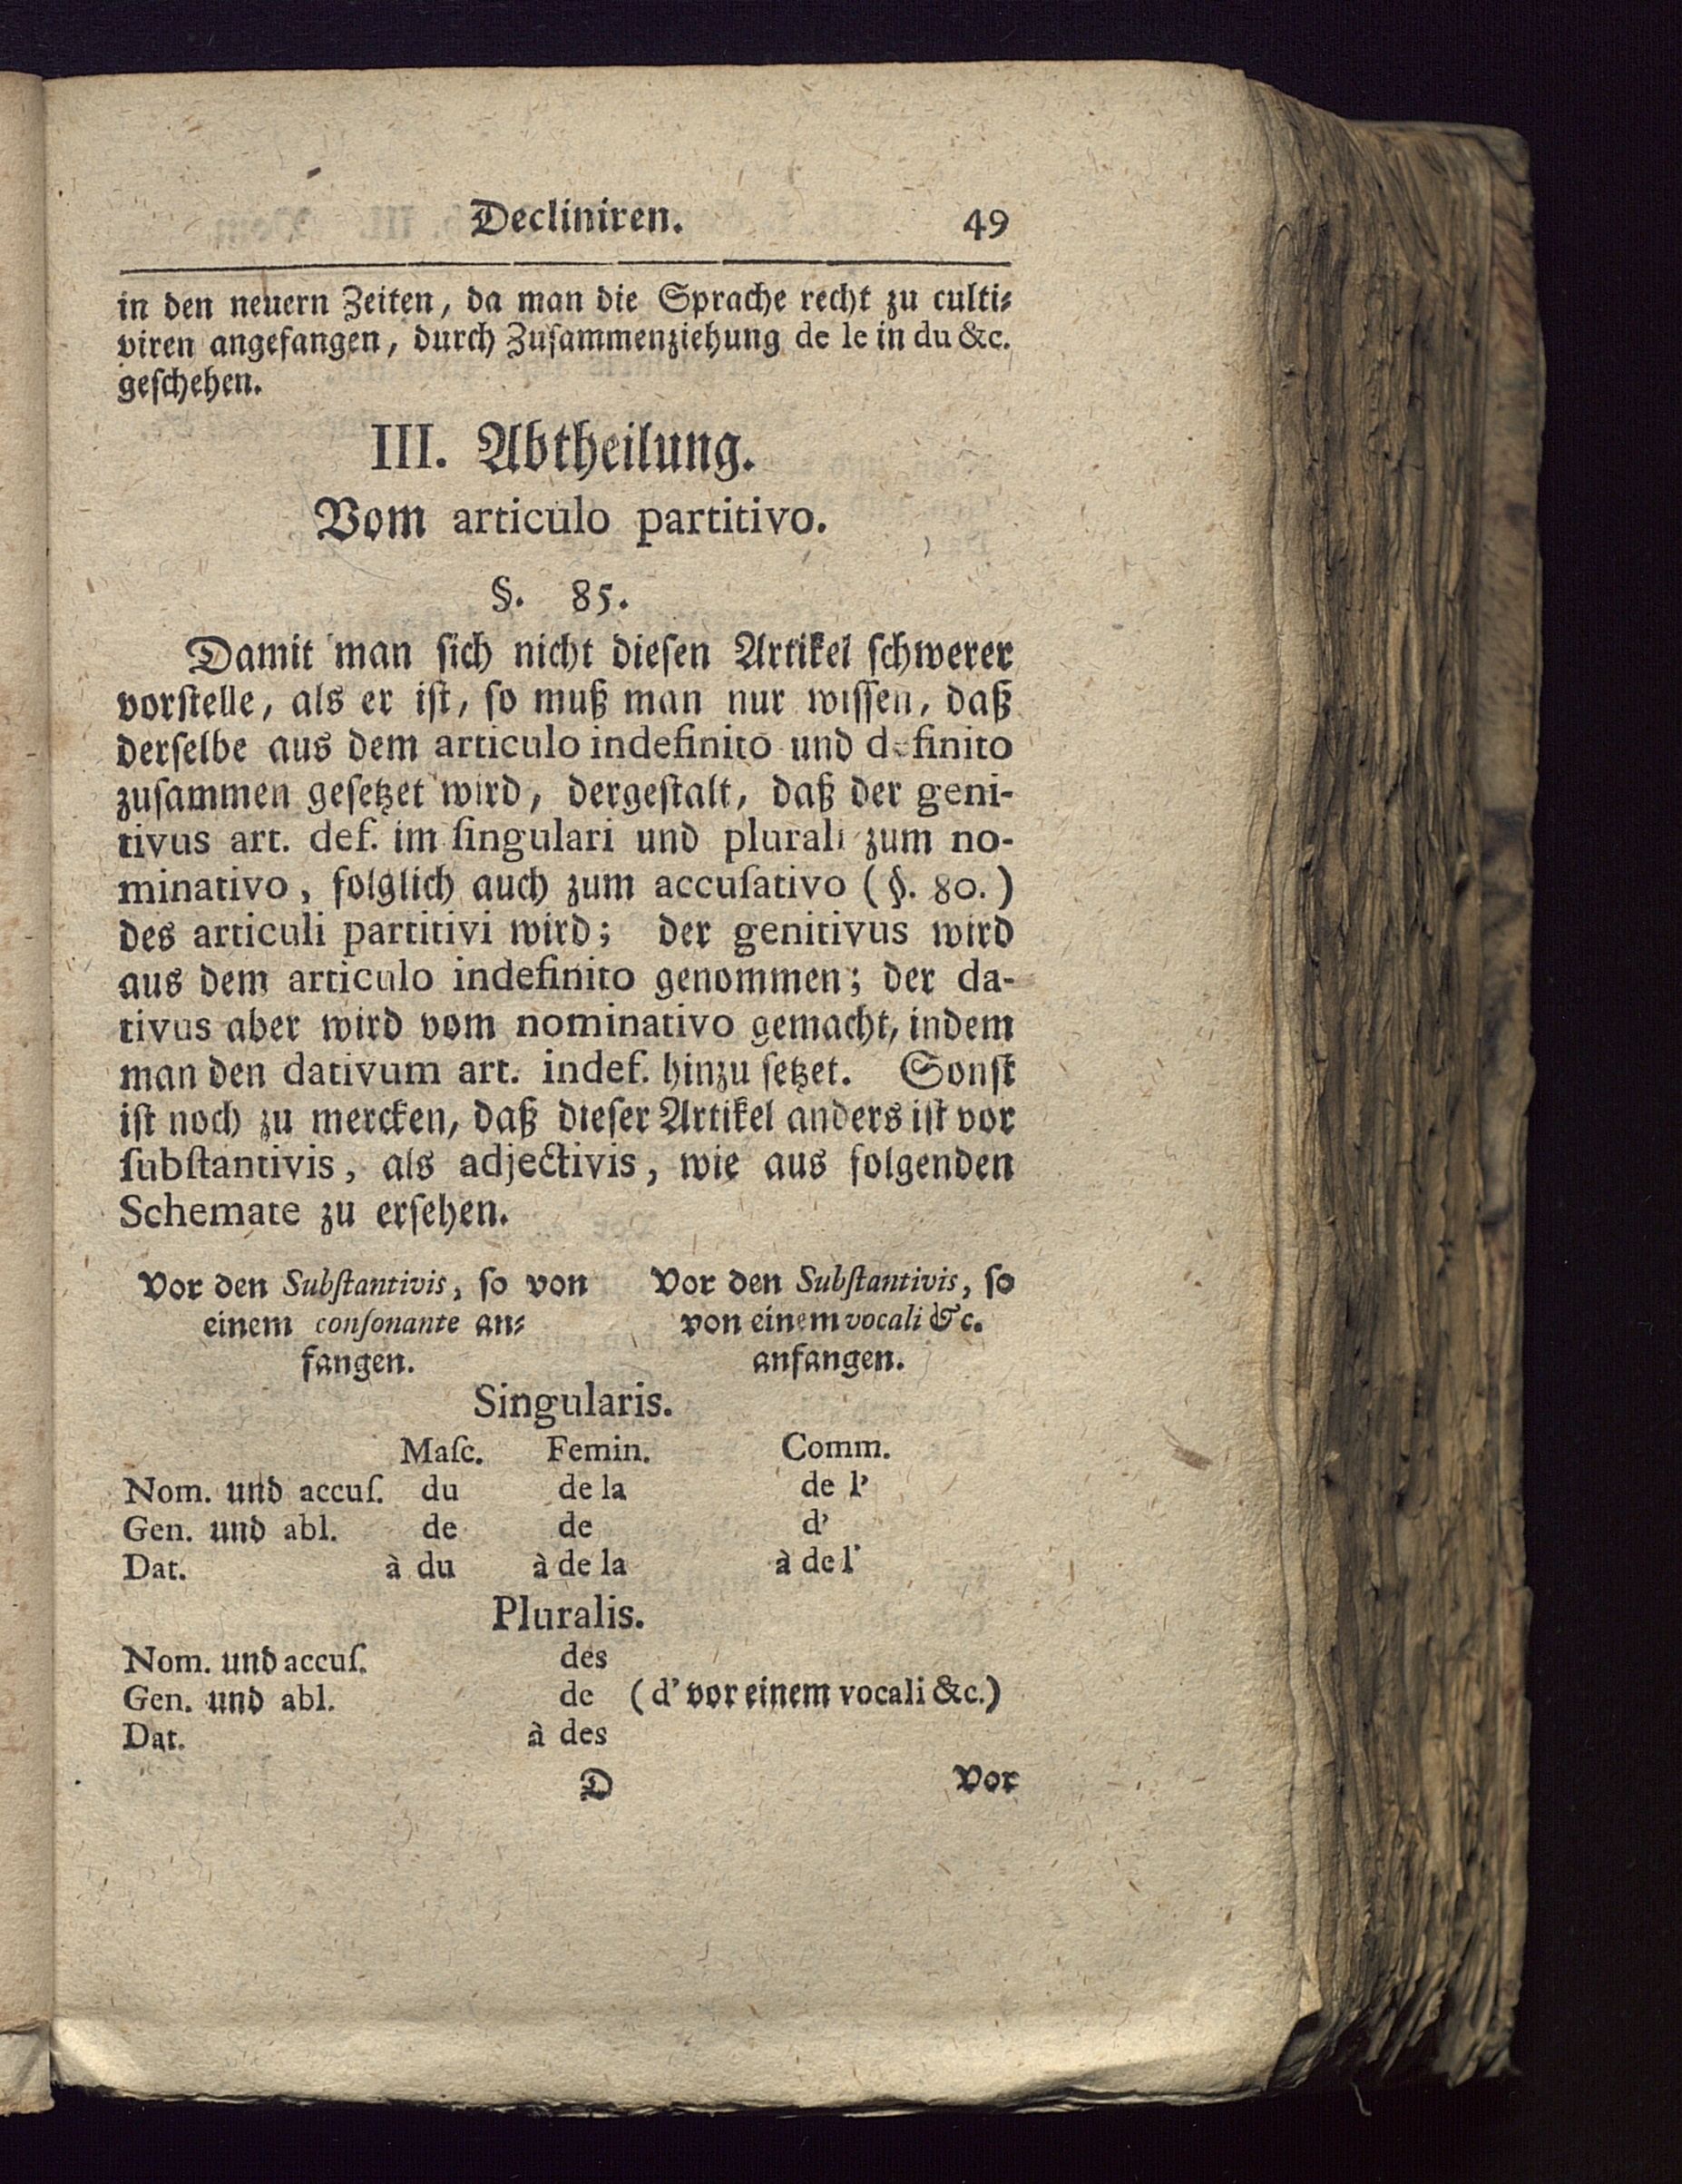 Decliniren. 49
in den neuern Zeiten, da man die Sprache recht zu culti⸗
viren angefangen, durch Zuſammenziehung de le in du &c.
geſchehen.
III. Abtheilung.
Vom articulo partitivo.
§. 85.
Damit man ſich nicht dieſen Artikel ſchwerer
vorſtelle, als er iſt, ſo muß man nur wiſſen, daß
derſelbe aus dem articulo indefinito und definito
zuſammen geſetzet wird, dergeſtalt, daß der geni-
tivus art. def. im ſingulari und plurali zum no-
minativo, folglich auch zum accuſativo (§. 80.)
des articuli partitivi wird; der genitivus wird
aus dem articulo indefinito genommen; der da-
tivus aber wird vom nominativo gemacht, indem
man den dativum art. indef. hinzu ſetzet. Sonſt
iſt noch zu mercken, daß dieſer Artikel anders iſt vor
ſubſtantivis, als adjectivis, wie aus folgenden
Schemate zu erſehen.
Vor den Subſtantivis, ſo von Vor den Subſtantivis, ſo
einem conſonante an⸗ von einem vocali &c.
fangen. anfangen.
Singularis.
Maſc. Femin. Comm.
Nom. und accuſ. du de la de l'
Gen. und abl. de de d'
Dat. à du à de la à de l'
Pluralis.
Nom. und accuſ. des
Gen. und abl. de (d' vor einem vocali &c.)
Dat. à des
D Vor